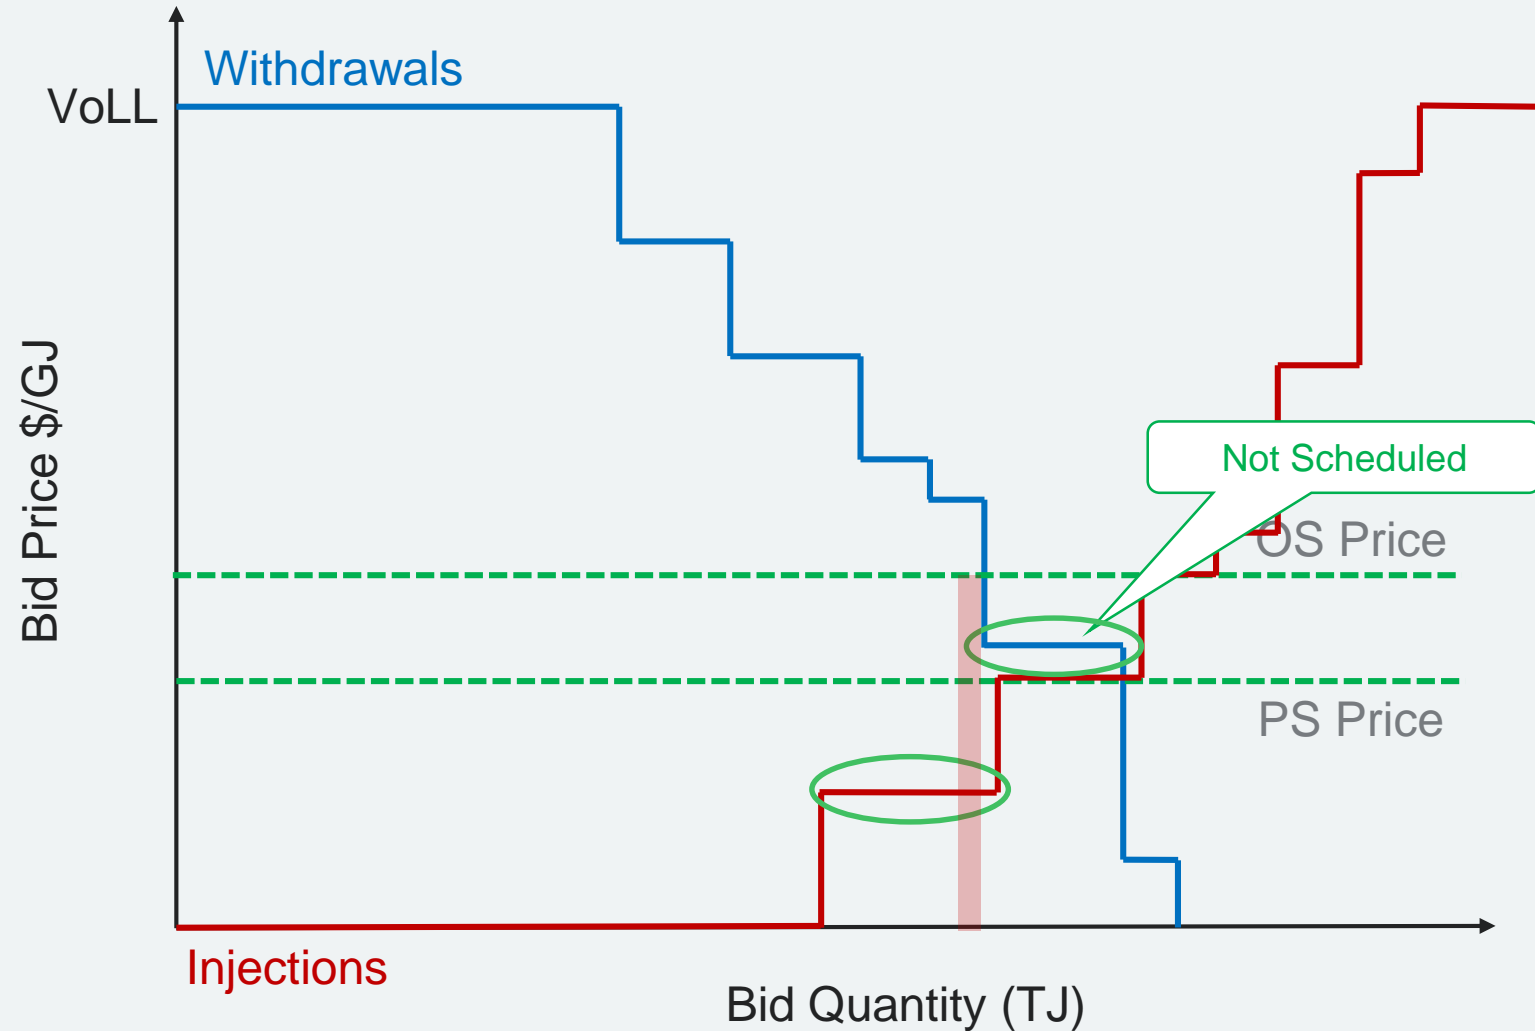 Withdrawals
VoLL
Bid Price $/GJ
Not Scheduled
OS Price
PS Price
Injections
Bid Quantity (TJ)